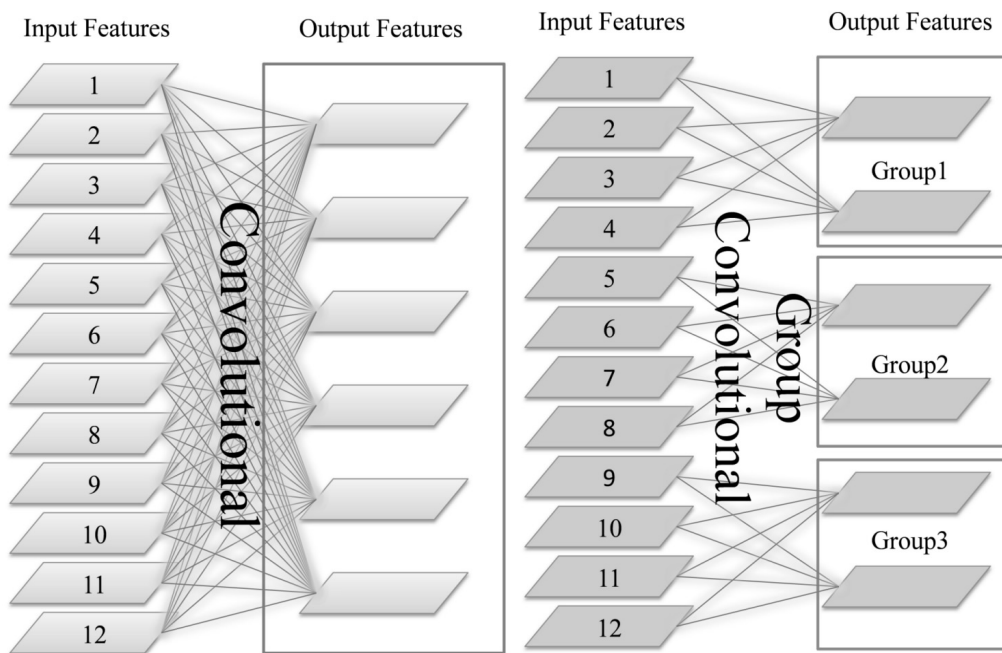 Input Features
Output Features
1
2
3
4
5
6
7
8
9
10
11
12
Convolutional
Input Features
Output Features
1
2
3
4
5
6
7
8
9
10
11
12
Convolutional
Group
Group1
Group2
Group3